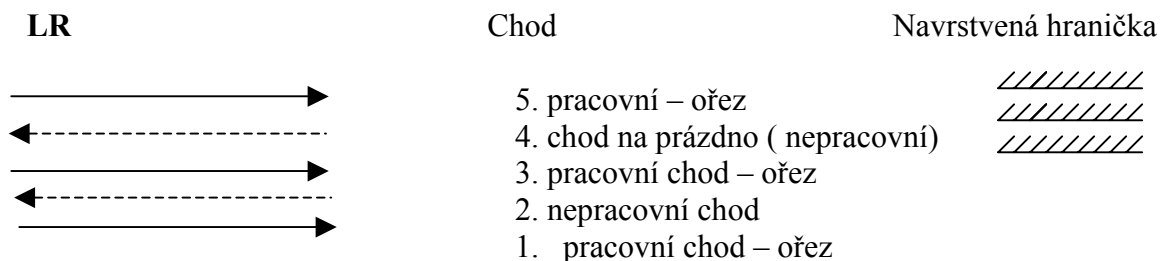 LR Chod Navrstvená hranička
5. pracovní – ořez
4. chod na prázdno ( nepracovní)
3. pracovní chod – ořez
2. nepracovní chod
1. pracovní chod – ořez